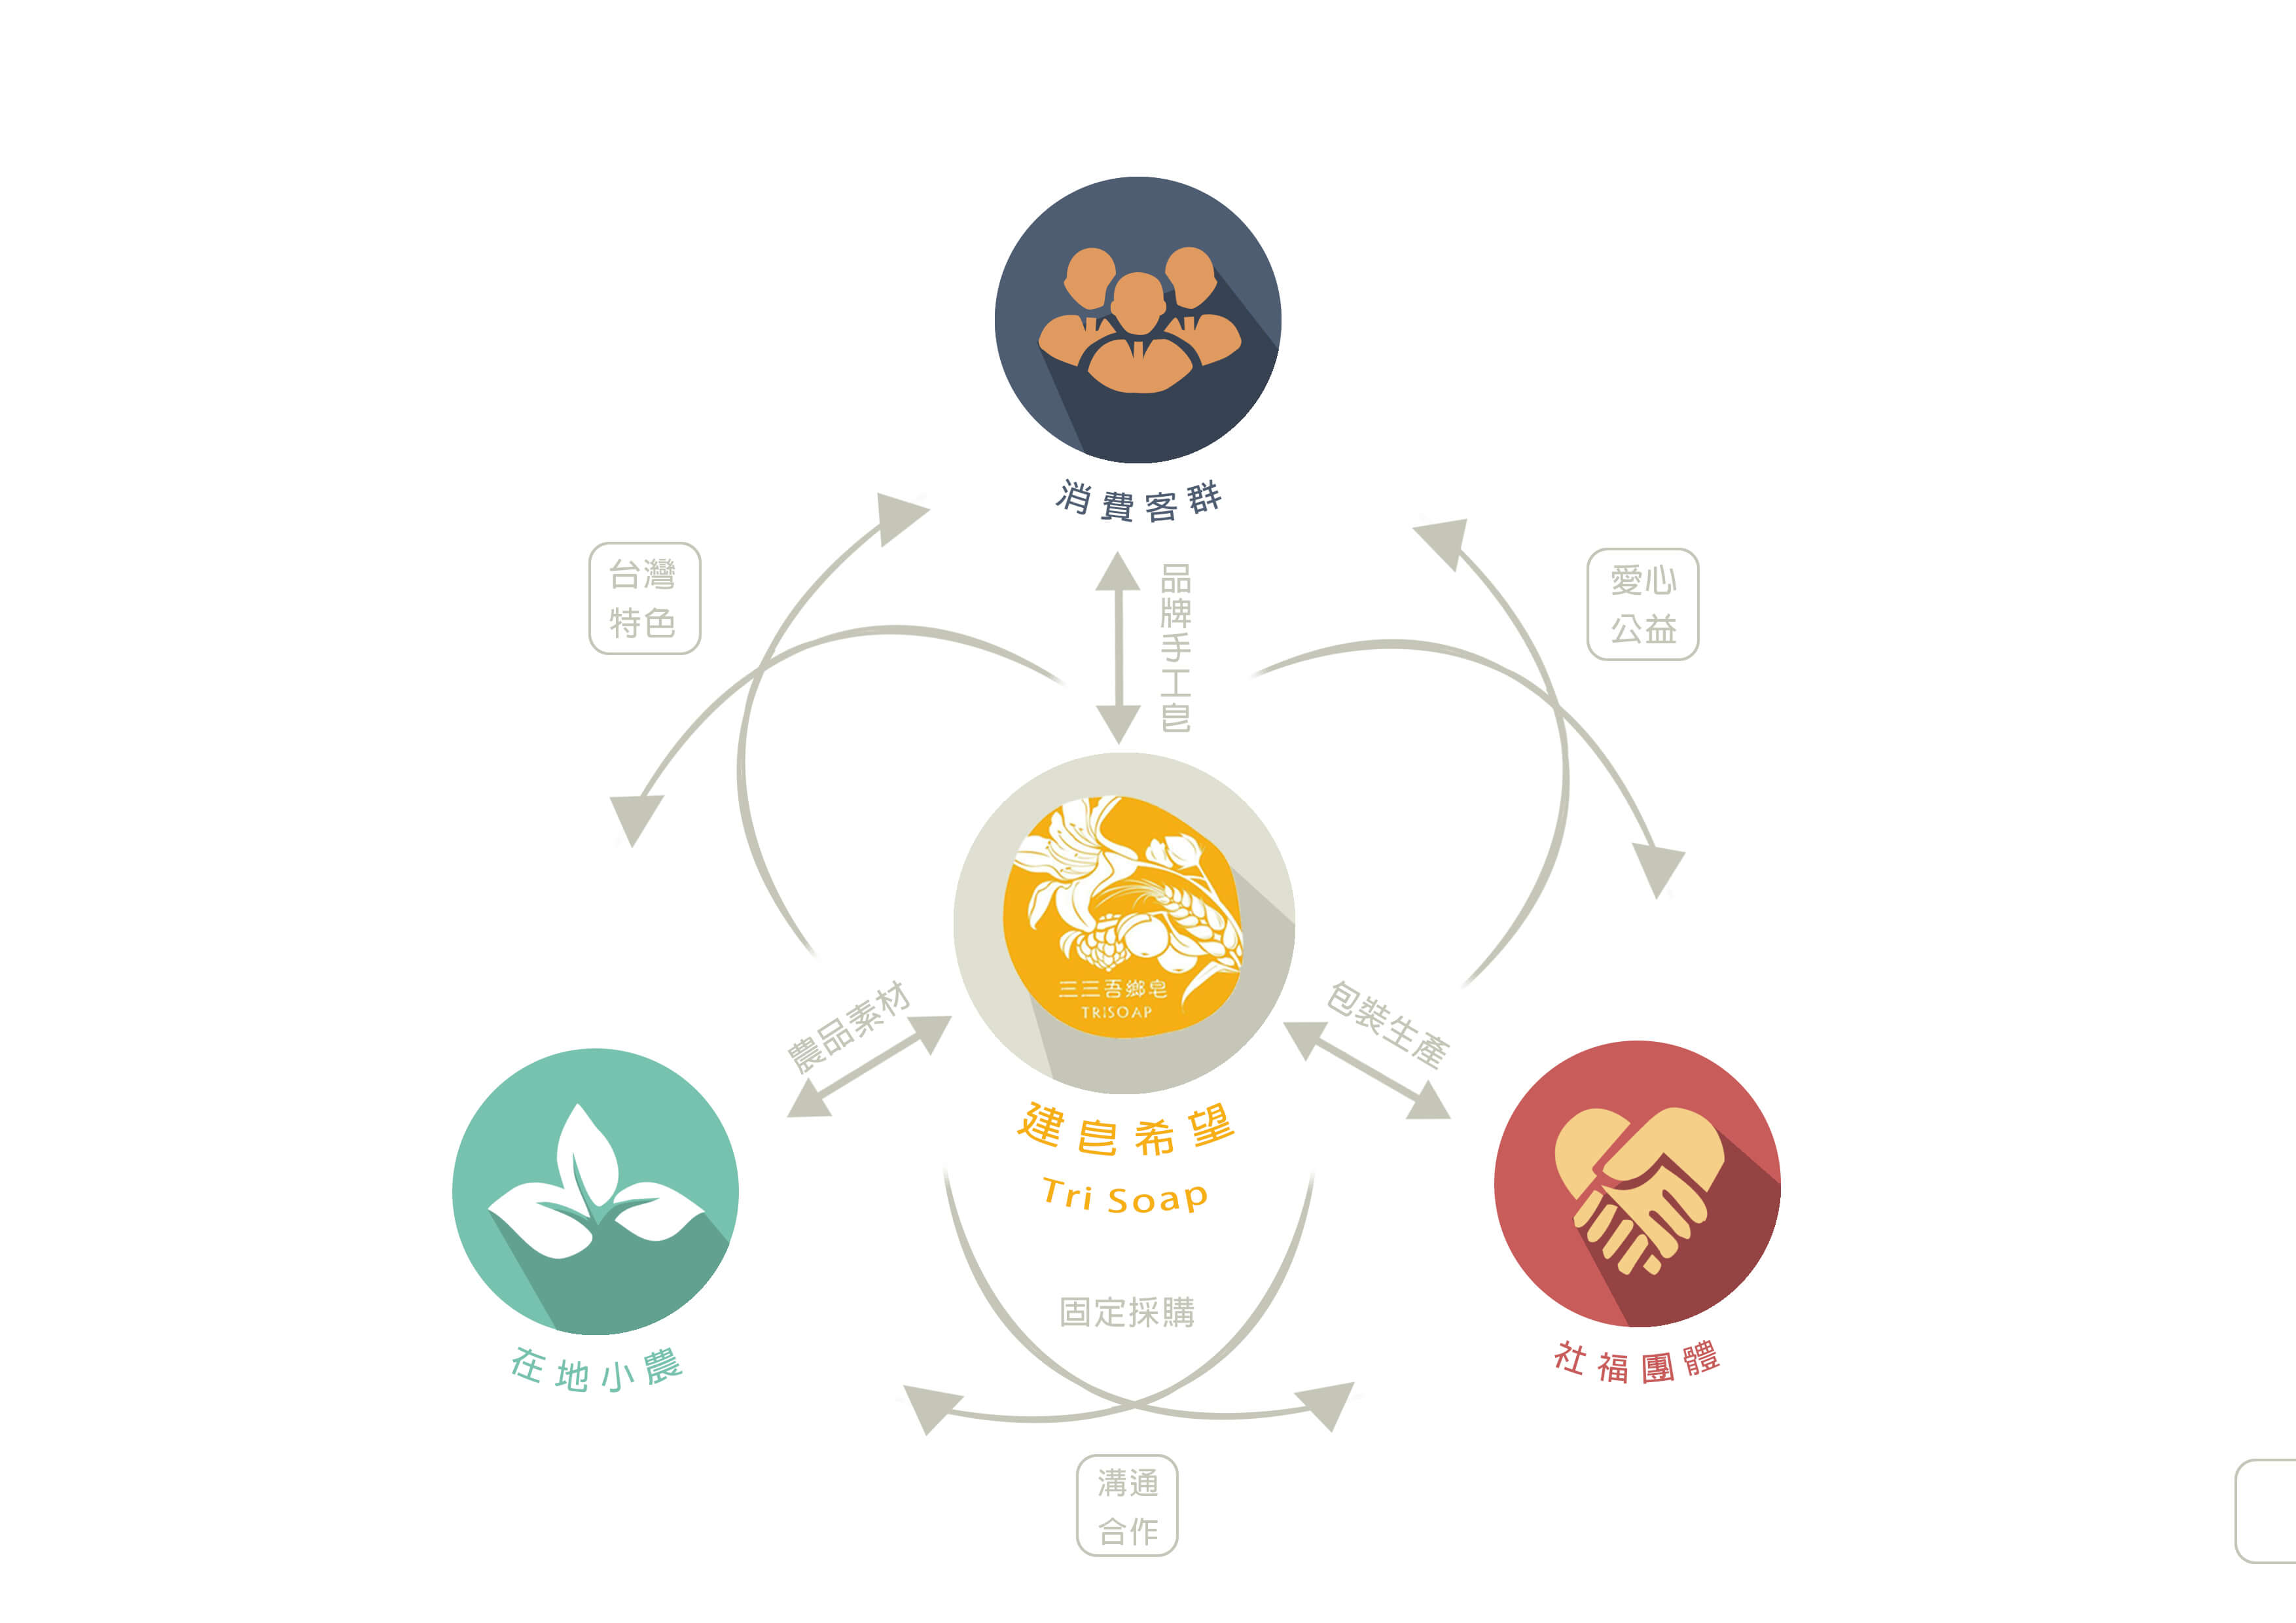 消費客群
台灣
特色
愛心
公益
品牌手工皂
三三吾鄉皂
TRISOAP
農品素材
包裝生產
建皂希望
Tri Soap
固定採購
在地小農
社福團體
溝通
合作